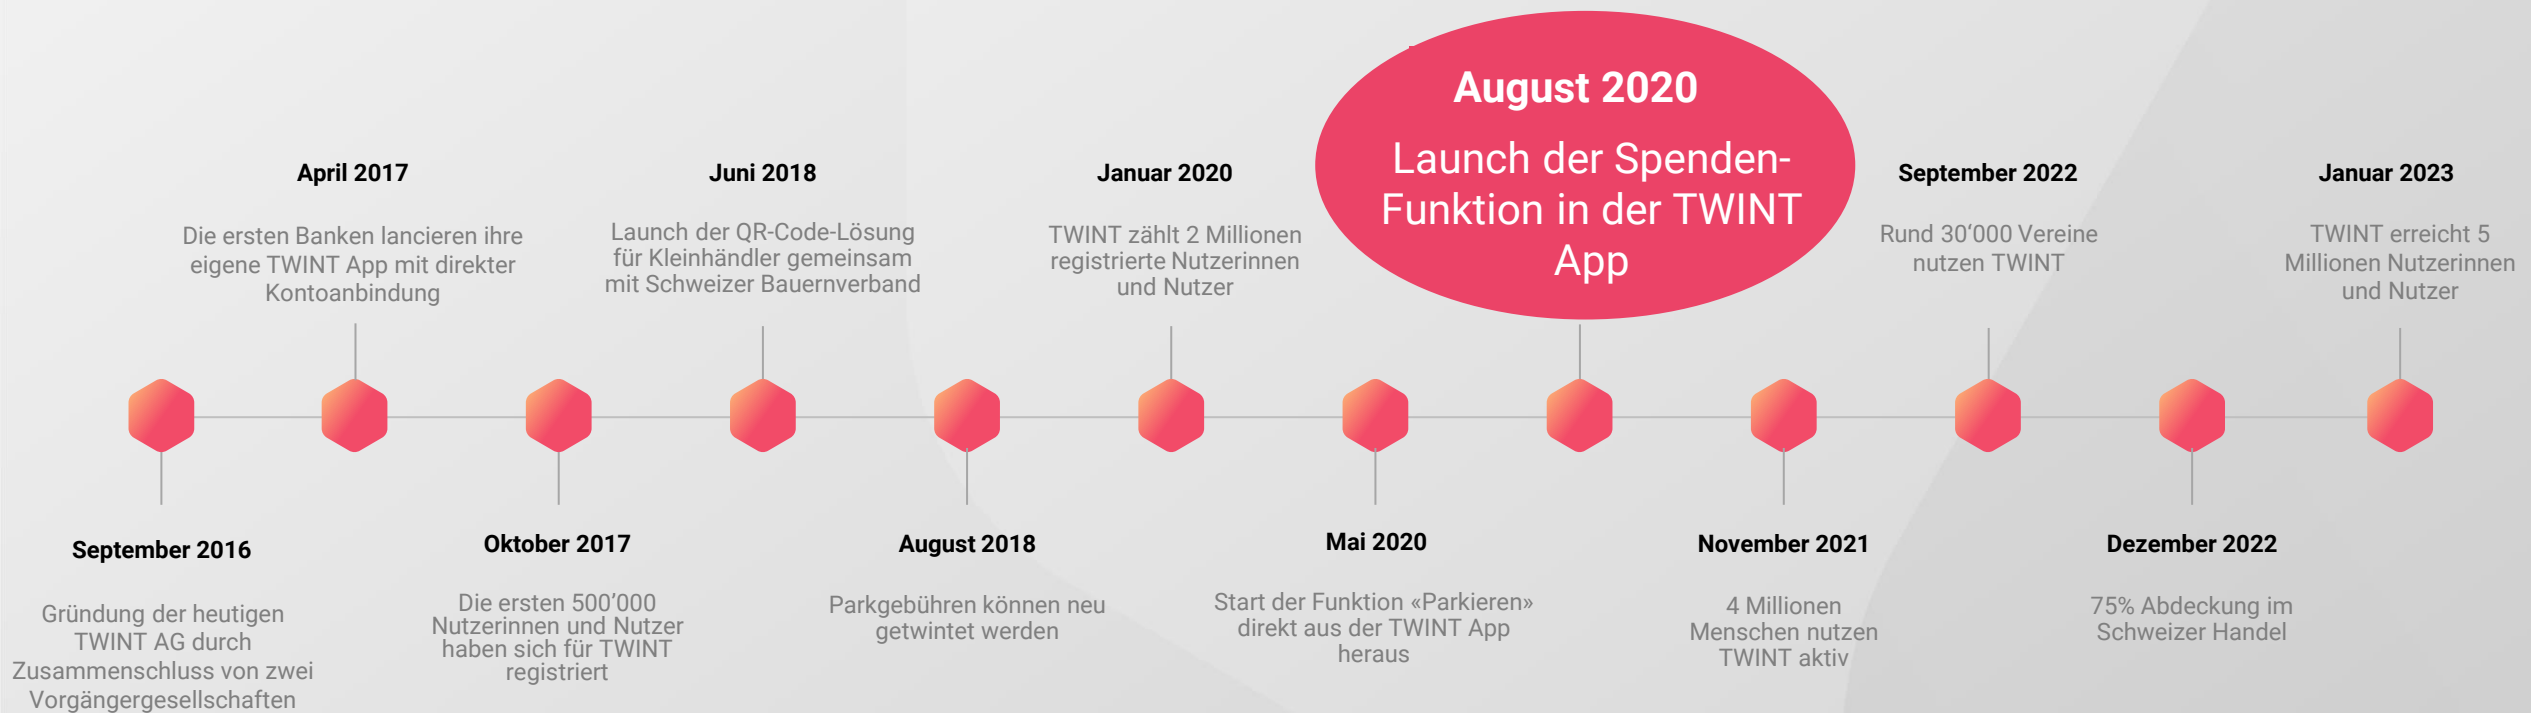 April 2017
Die ersten Banken lancieren ihre
eigene TWINT App mit direkter
Kontoanbindung
Juni 2018
Launch der QR-Code-Lösung
für Kleinhändler gemeinsam
mit Schweizer Bauernverband
Januar 2020
TWINT zählt 2 Millionen
registrierte Nutzerinnen
und Nutzer
August 2020
Launch der Spenden-
Funktion in der TWINT
App
September 2022
Rund 30‘000 Vereine
nutzen TWINT
Januar 2023
TWINT erreicht 5
Millionen Nutzerinnen
und Nutzer
September 2016
Gründung der heutigen
TWINT AG durch
Zusammenschluss von zwei
Vorgängergesellschaften
Oktober 2017
Die ersten 500’000
Nutzerinnen und Nutzer
haben sich für TWINT
registriert
August 2018
Parkgebühren können neu
getwintet werden
Mai 2020
Start der Funktion «Parkieren»
direkt aus der TWINT App
heraus
November 2021
4 Millionen
Menschen nutzen
TWINT aktiv
Dezember 2022
75% Abdeckung im
Schweizer Handel